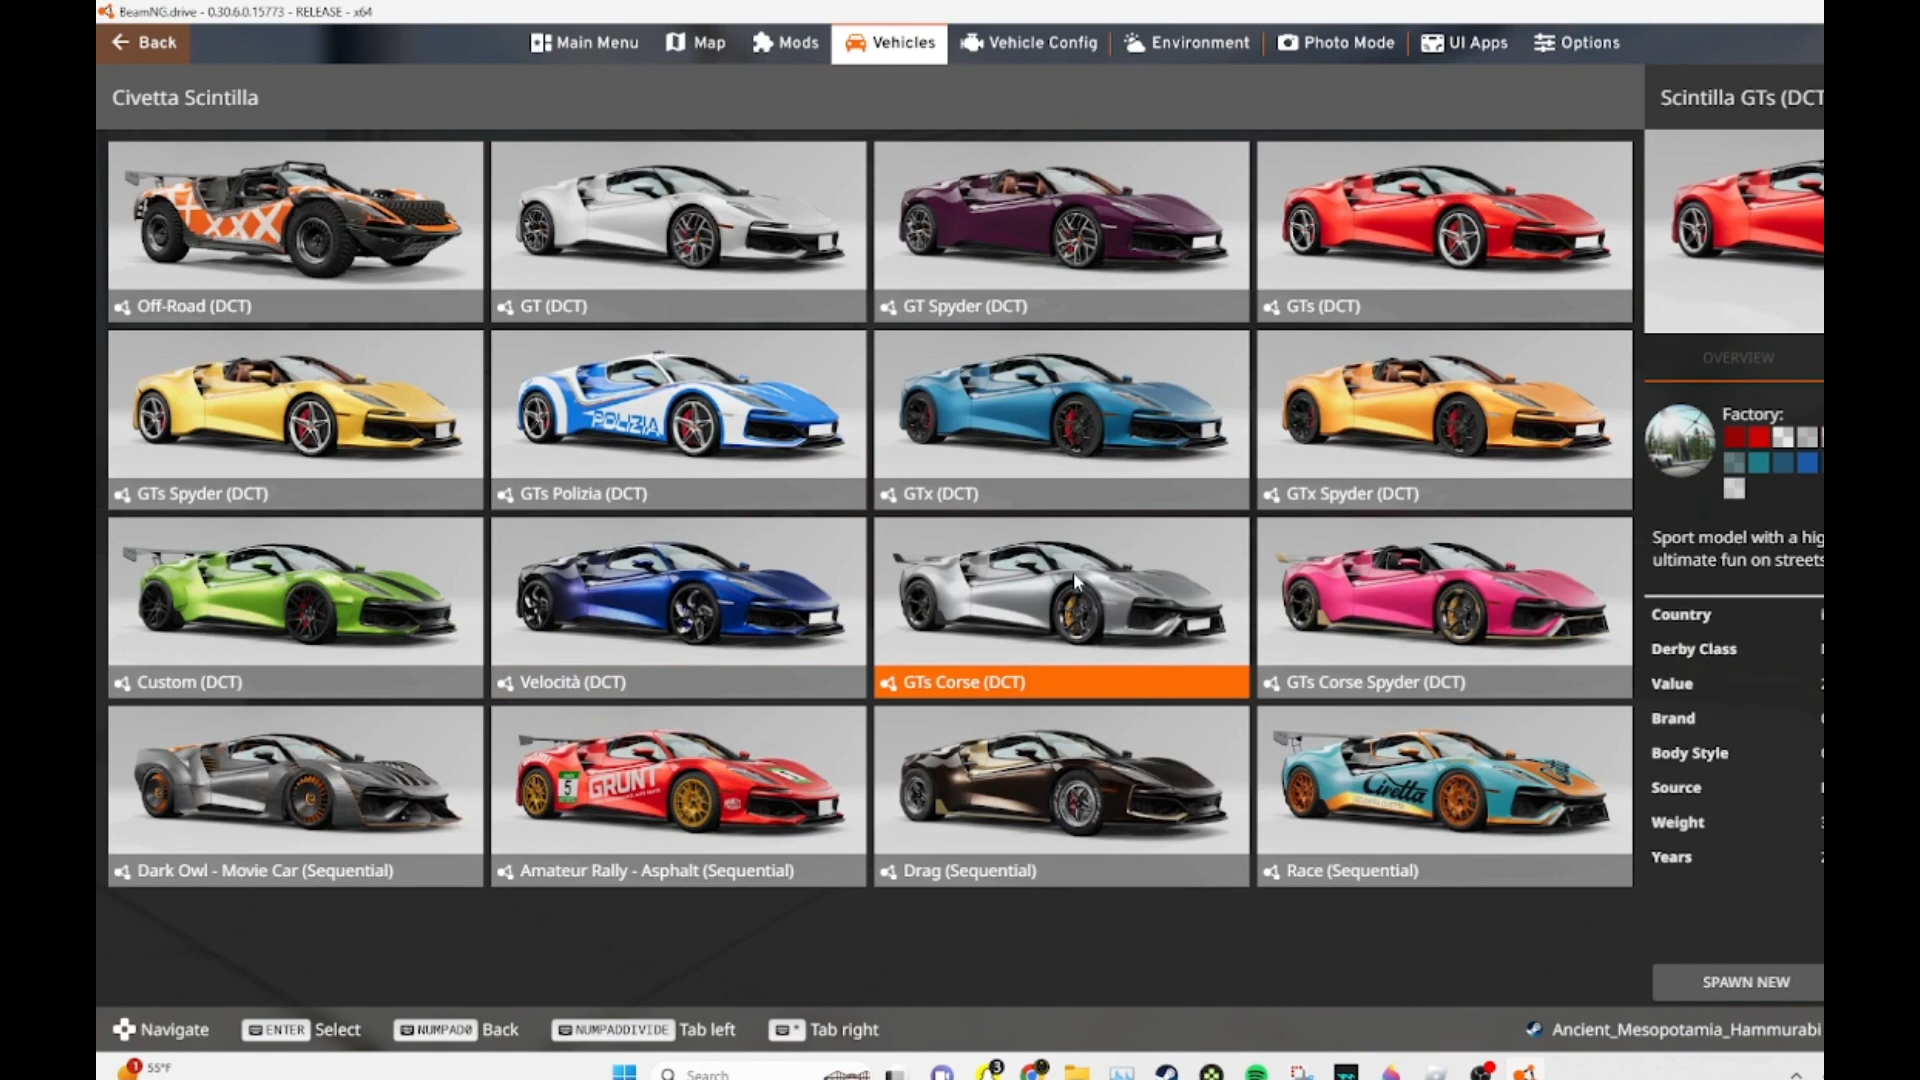 BeamNG.drive - 0.30.6.0.15773 - RELEASE - x64
Back
Main Menu
Map
Mods
Vehicles
Vehicle Config
Environment
Photo Mode
UI Apps
Options
Civetta Scintilla
Scintilla GTs (DCT
Off-Road (DCT)
GT (DCT)
GT Spyder (DCT)
GTs (DCT)
POLIZIA
GTs Spyder (DCT)
GTs Polizia (DCT)
GTx (DCT)
GTx Spyder (DCT)
Custom (DCT)
Velocità (DCT)
GTs Corse (DCT)
GTs Corse Spyder (DCT)
5
GRUNT
Civetta
Dark Owl - Movie Car (Sequential)
Amateur Rally - Asphalt (Sequential)
Drag (Sequential)
Race (Sequential)
OVERVIEW
Factory:
Sport model with a hig
ultimate fun on streets
Country
Derby Class
Value
Brand
Body Style
Source
Weight
Years
SPAWN NEW
Navigate
ENTER Select
NUMPAD0 Back
NUMPADDIVIDE Tab left
* Tab right
Ancient_Mesopotamia_Hammurabi
1
55°F
Search
3